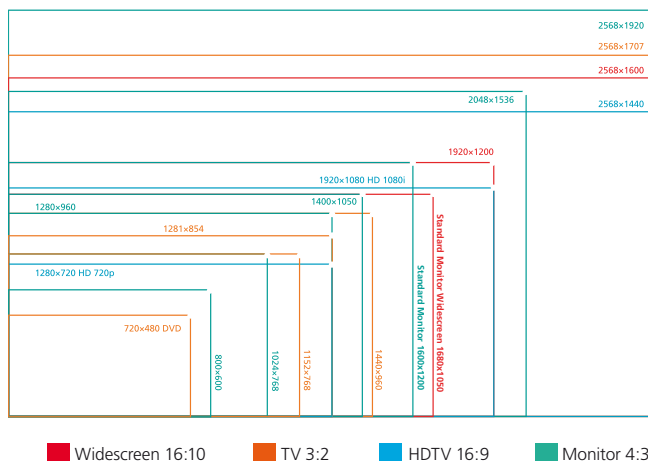 2568×1920
2568×1707
2568×1600
2048×1536
2568×1440
1920×1200
1920×1080 HD 1080i
1280×960
1400×1050
1281×854
1280×720 HD 720p
720×480 DVD
800×600
1024×768
1152×768
1440×960
Standard Monitor 1600x1200
Standard Monitor Widescreen 1680x1050
Widescreen 16:10
TV 3:2
HDTV 16:9
Monitor 4:3